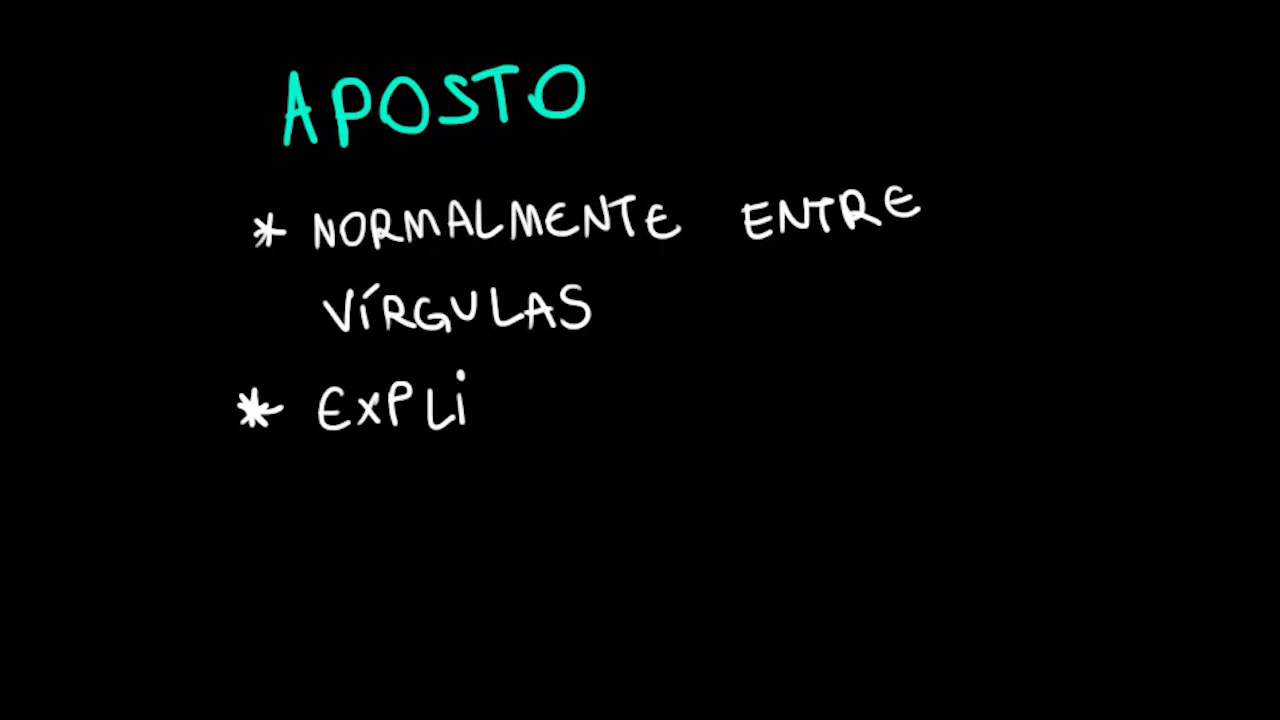 APOSTO
* NORMALMENTE ENTRE
VÍRGULAS
* EXPLI